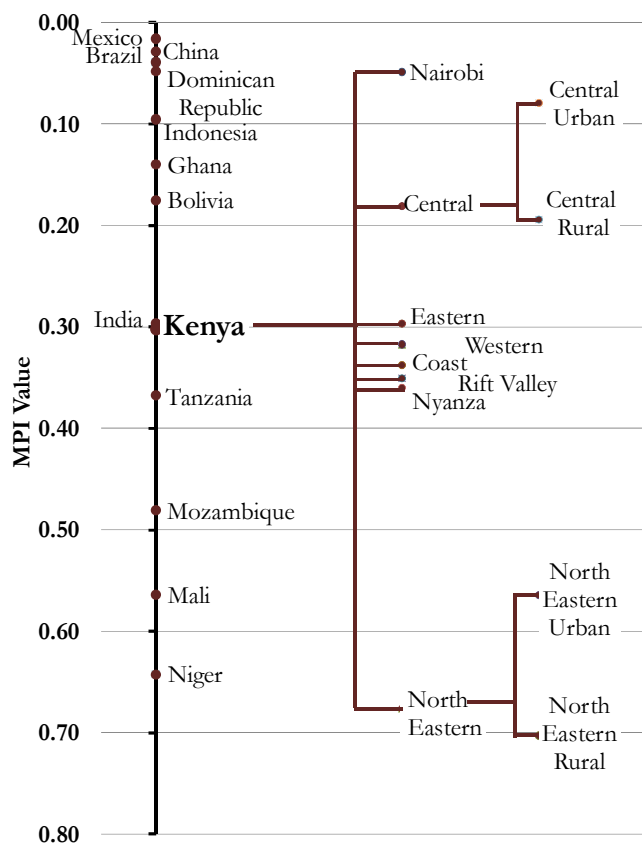 0.00
0.10
0.20
0.30
0.40
0.50
0.60
0.70
0.80
MPI Value
Mexico
Brazil
China
Dominican
Republic
Indonesia
Ghana
Bolivia
India
Kenya
Tanzania
Mozambique
Mali
Niger
Nairobi
Central
Eastern
Western
Coast
Rift Valley
Nyanza
North
Eastern
Central
Urban
Central
Rural
North
Eastern
Urban
North
Eastern
Rural